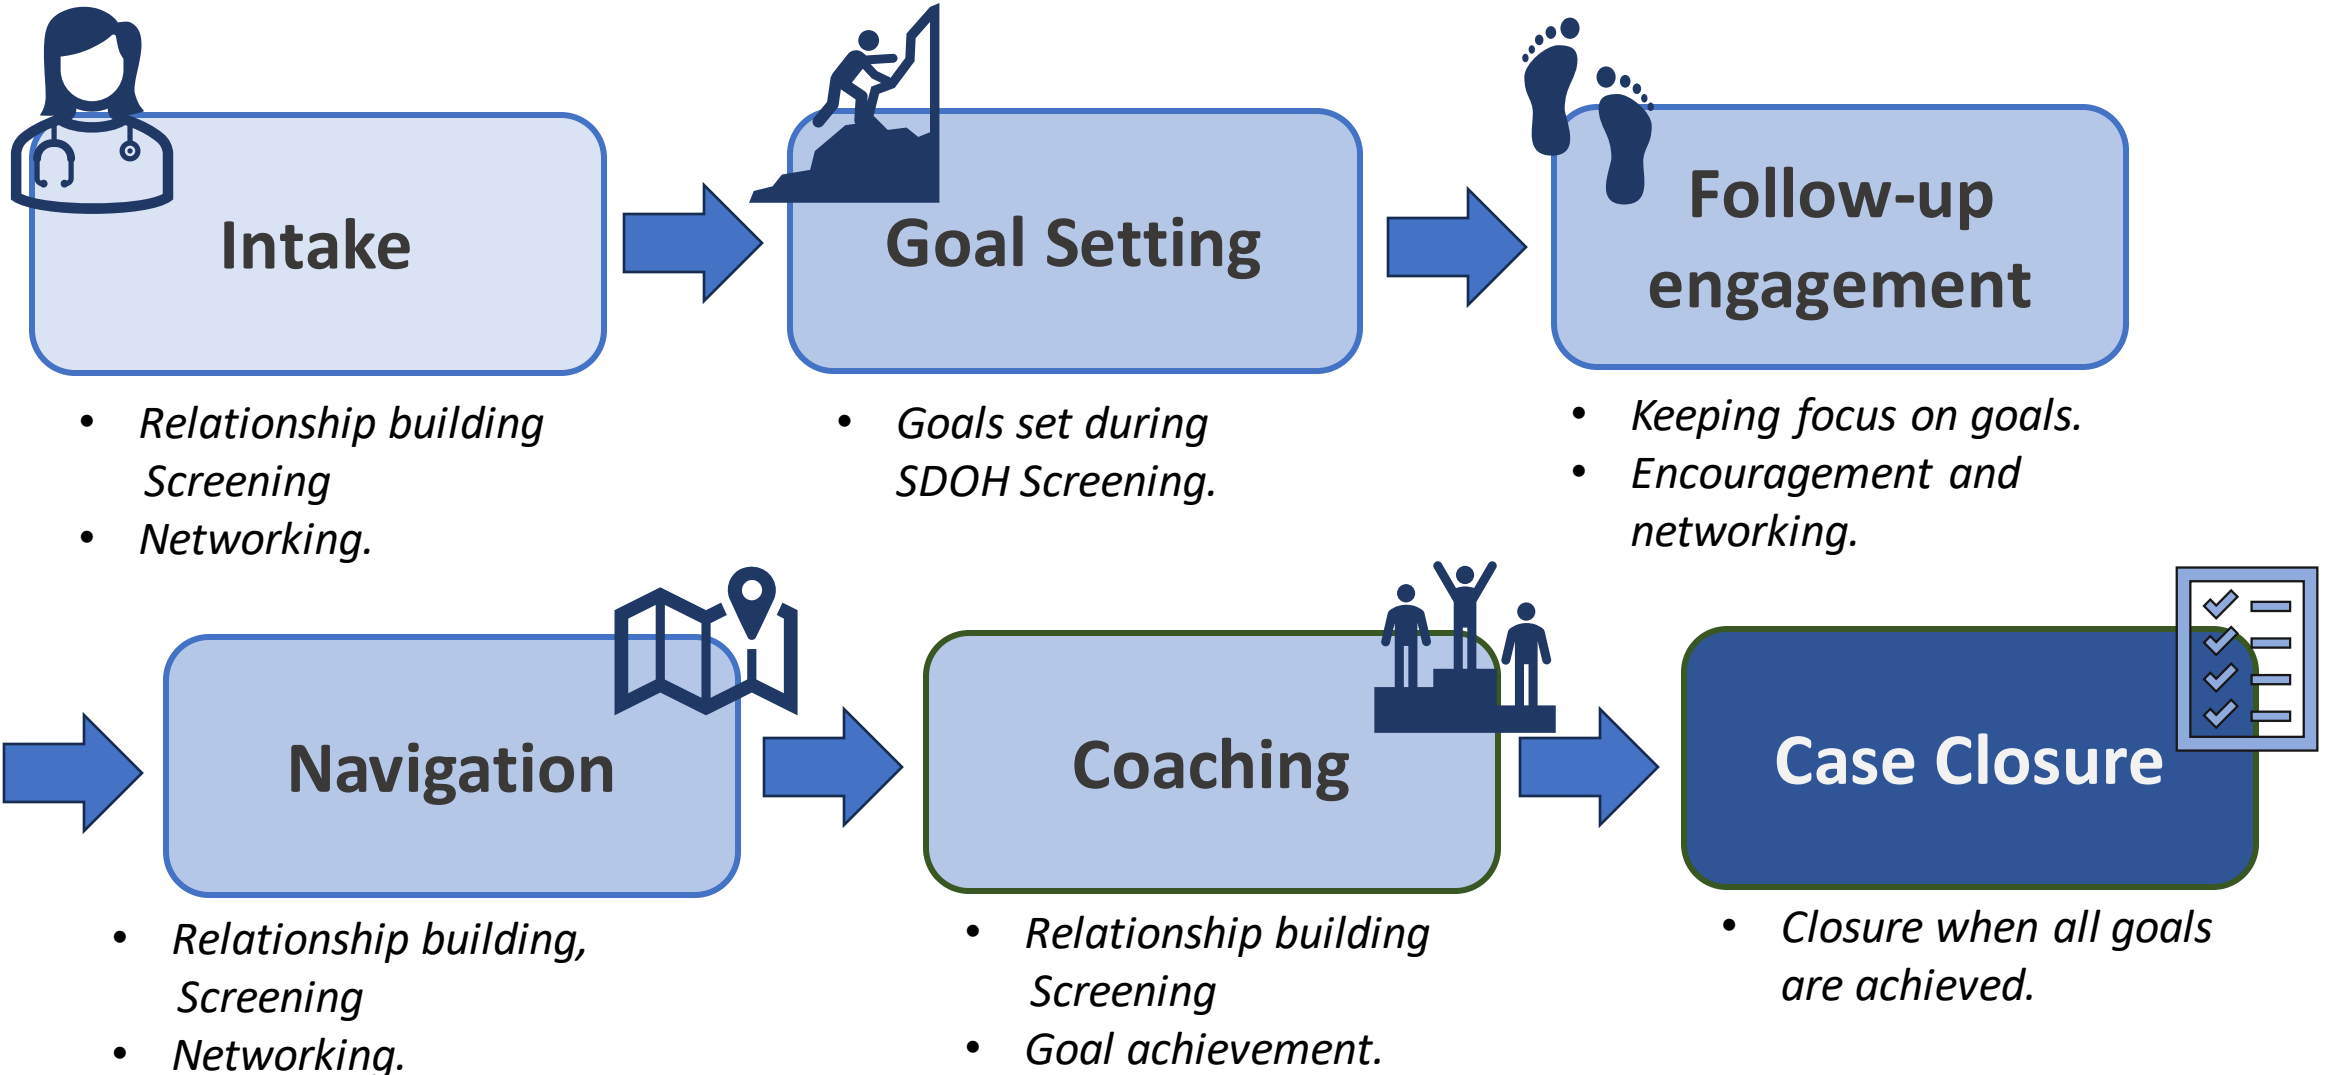 Intake
Goal Setting
Follow-up
engagement
• Relationship building
Screening
• Networking.
• Goals set during
SDOH Screening.
• Keeping focus on goals.
• Encouragement and
networking.
Navigation
Coaching
Case Closure
• Relationship building,
Screening
• Networking.
• Relationship building
Screening
• Goal achievement.
• Closure when all goals
are achieved.